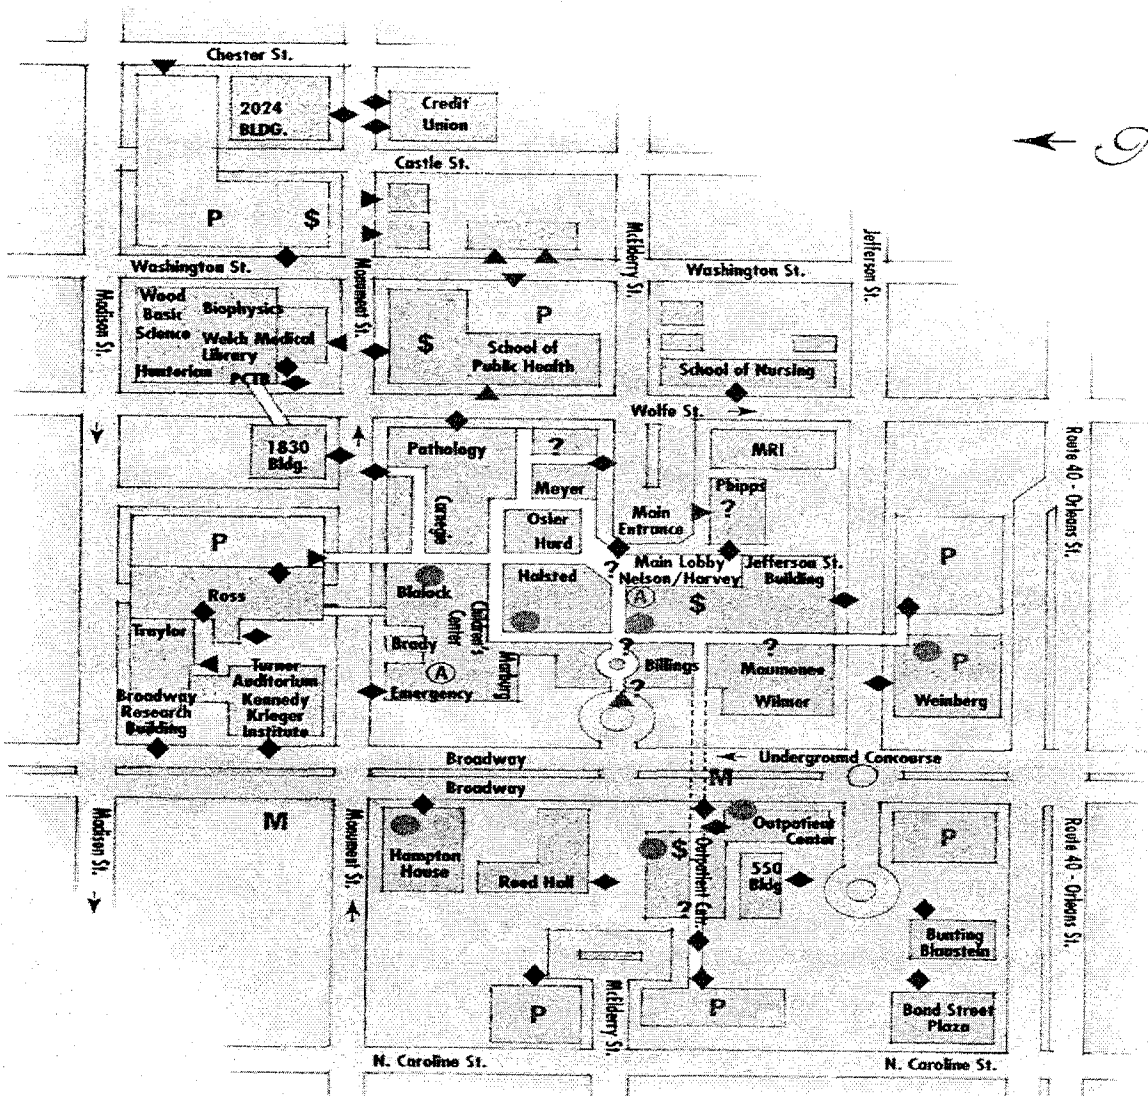 Chester St.
2024
BLDG.
Credit
Union
Castle St.
P
$
McElderry St.
Jefferson St.
Washington St.
Monument St.
Washington St.
Madison St.
Wood
Basic
Science
Biophysics
Welch Medical
Library
Hunterian
PCTB
$
P
School of
Public Health
School of Nursing
Wolfe St.
Route 40 - Orleans St.
1830
Bldg.
Pathology
?
MRI
Meyer
Phipps
?
Carnegie
Osler
Main
Entrance
Hurd
P
P
Main Lobby
Nelson/Harvey
Jefferson St.
Building
?
Halsted
Blalock
A
$
Ross
Children's
Center
Traylor
Brady
?
?
P
Turner
Auditorium
A
Marburg
Billings
Maumenee
Emergency
?
Wilmer
Weinberg
Broadway
Research
Building
Kennedy
Krieger
Institute
Broadway
Underground Concourse
M
Broadway
Madison St.
M
Monument St.
Outpatient
Center
P
Route 40 - Orleans St.
Hampton
House
$
Outpatient Cntr.
550
Bldg
Reed Hall
?
Bunting
Blaustein
McElderry St.
P
P
Bond Street
Plaza
N. Caroline St.
N. Caroline St.